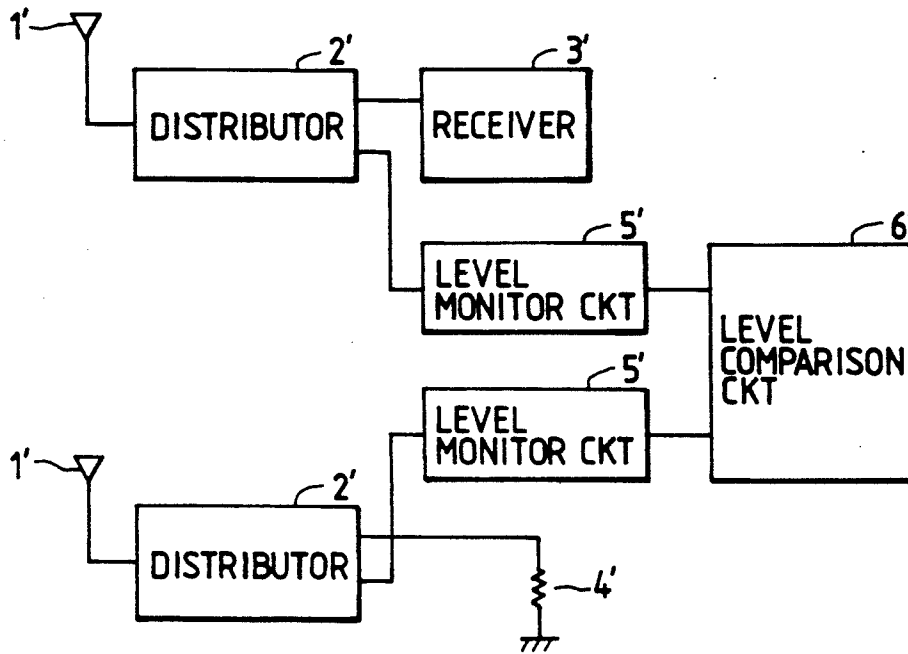 1'
2'
DISTRIBUTOR
3'
RECEIVER
5'
LEVEL
MONITOR CKT
6
LEVEL
COMPARISON
CKT
5'
LEVEL
MONITOR CKT
1'
2'
DISTRIBUTOR
4'